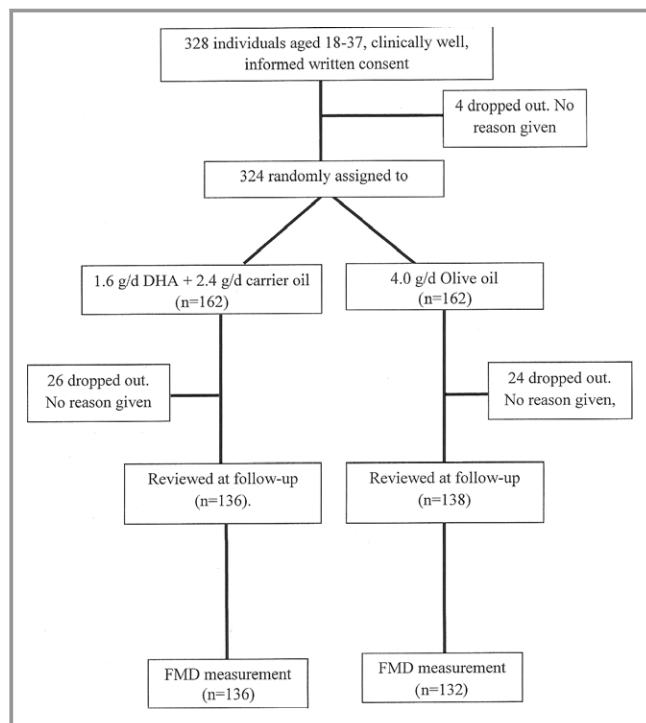 328 individuals aged 18-37, clinically well,
informed written consent
4 dropped out. No
reason given
324 randomly assigned to
1.6 g/d DHA + 2.4 g/d carrier oil
(n=162)
4.0 g/d Olive oil
(n=162)
26 dropped out.
No reason given
24 dropped out.
No reason given,
Reviewed at follow-up
(n=136).
Reviewed at follow-up
(n=138)
FMD measurement
(n=136)
FMD measurement
(n=132)